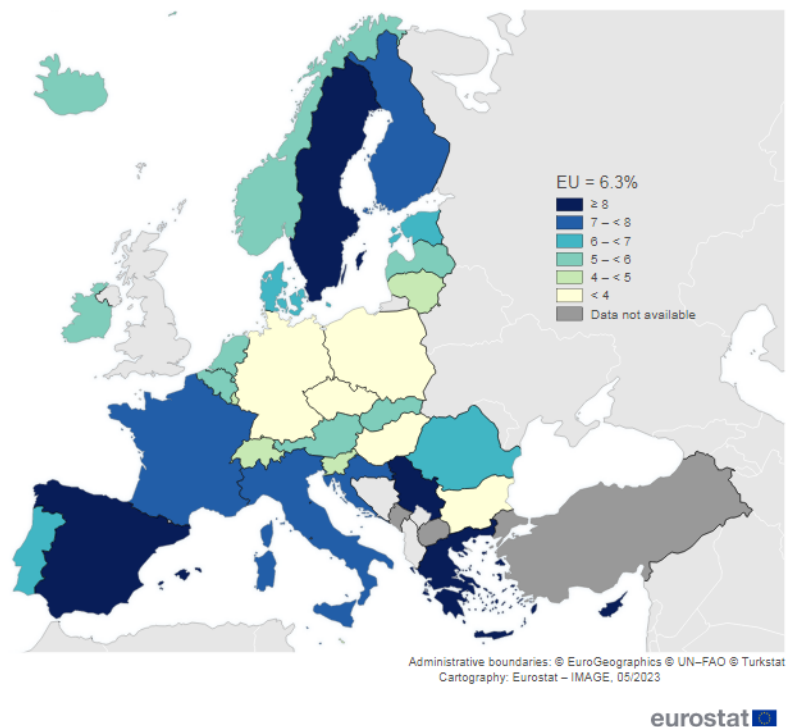 EU = 6.3%
≥ 8
7 – < 8
6 – < 7
5 – < 6
4 – < 5
< 4
Data not available
Administrative boundaries: © EuroGeographics © UN–FAO © Turkstat
Cartography: Eurostat – IMAGE, 05/2023
eurostat